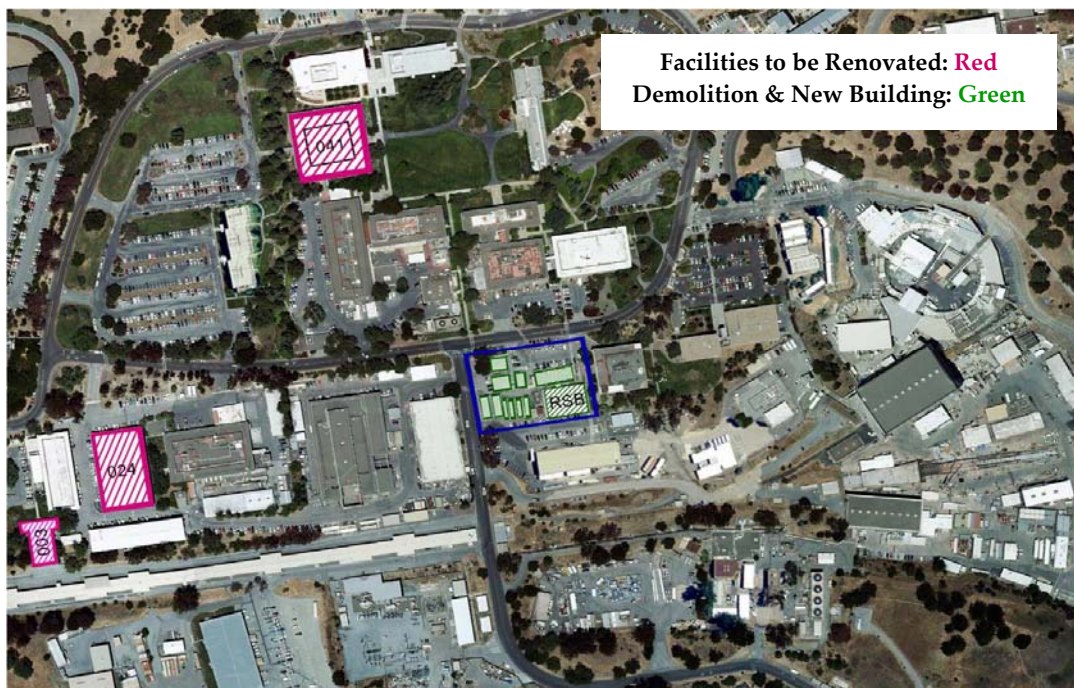 Facilities to be Renovated: Red
Demolition & New Building: Green
041
RSB
024
003